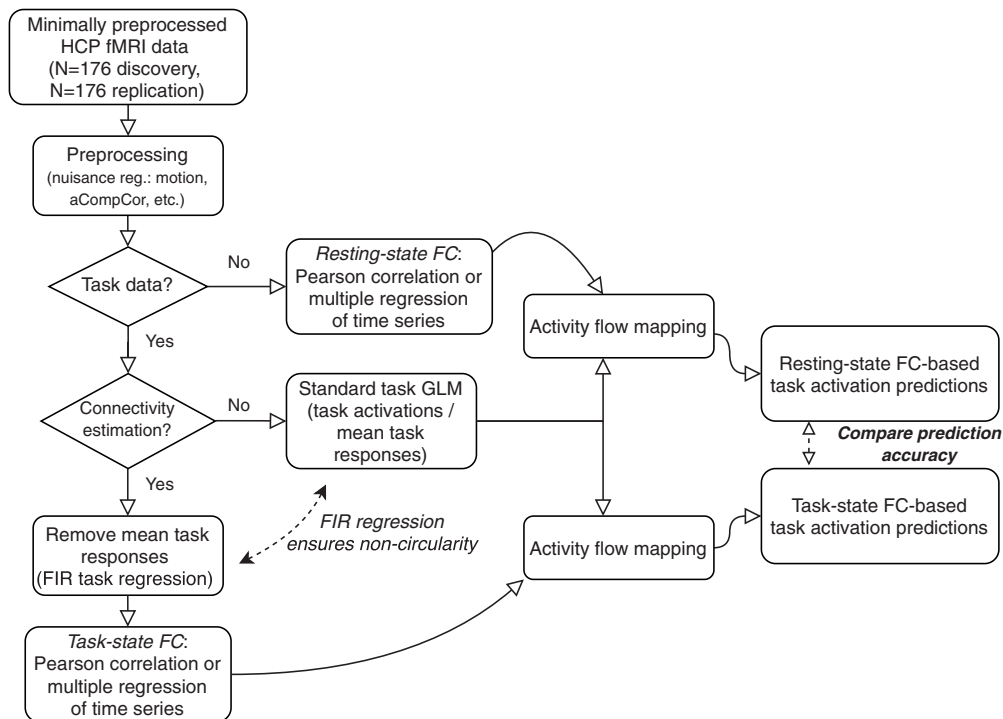 Minimally preprocessed
HCP fMRI data
(N=176 discovery,
N=176 replication)
Preprocessing
(nuisance reg.: motion,
aCompCor, etc.)
Task data?
No
Yes
Resting-state FC:
Pearson correlation or
multiple regression
of time series
Connectivity
estimation?
No
Yes
Standard task GLM
(task activations /
mean task
responses)
FIR regression
ensures non-circularity
Remove mean task
responses
(FIR task regression)
Task-state FC:
Pearson correlation or
multiple regression
of time series
Activity flow mapping
Activity flow mapping
Resting-state FC-based
task activation predictions
Compare prediction
accuracy
Task-state FC-based
task activation predictions